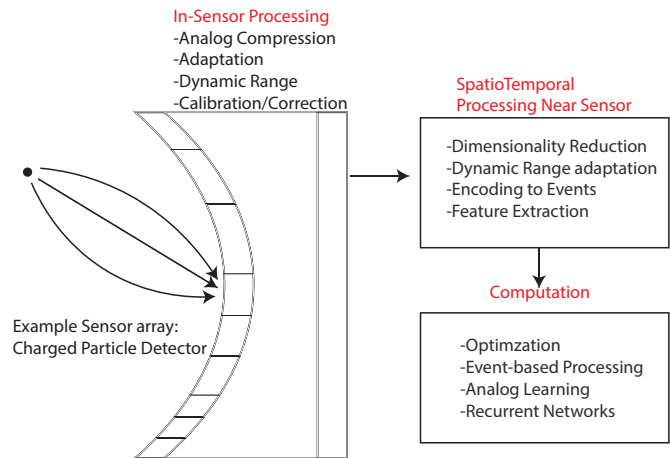 In-Sensor Processing
-Analog Compression
-Adaptation
-Dynamic Range
-Calibration/Correction
SpatioTemporal
Processing Near Sensor
-Dimensionality Reduction
-Dynamic Range adaptation
-Encoding to Events
-Feature Extraction
Computation
-Optimzation
-Event-based Processing
-Analog Learning
-Recurrent Networks
Example Sensor array:
Charged Particle Detector